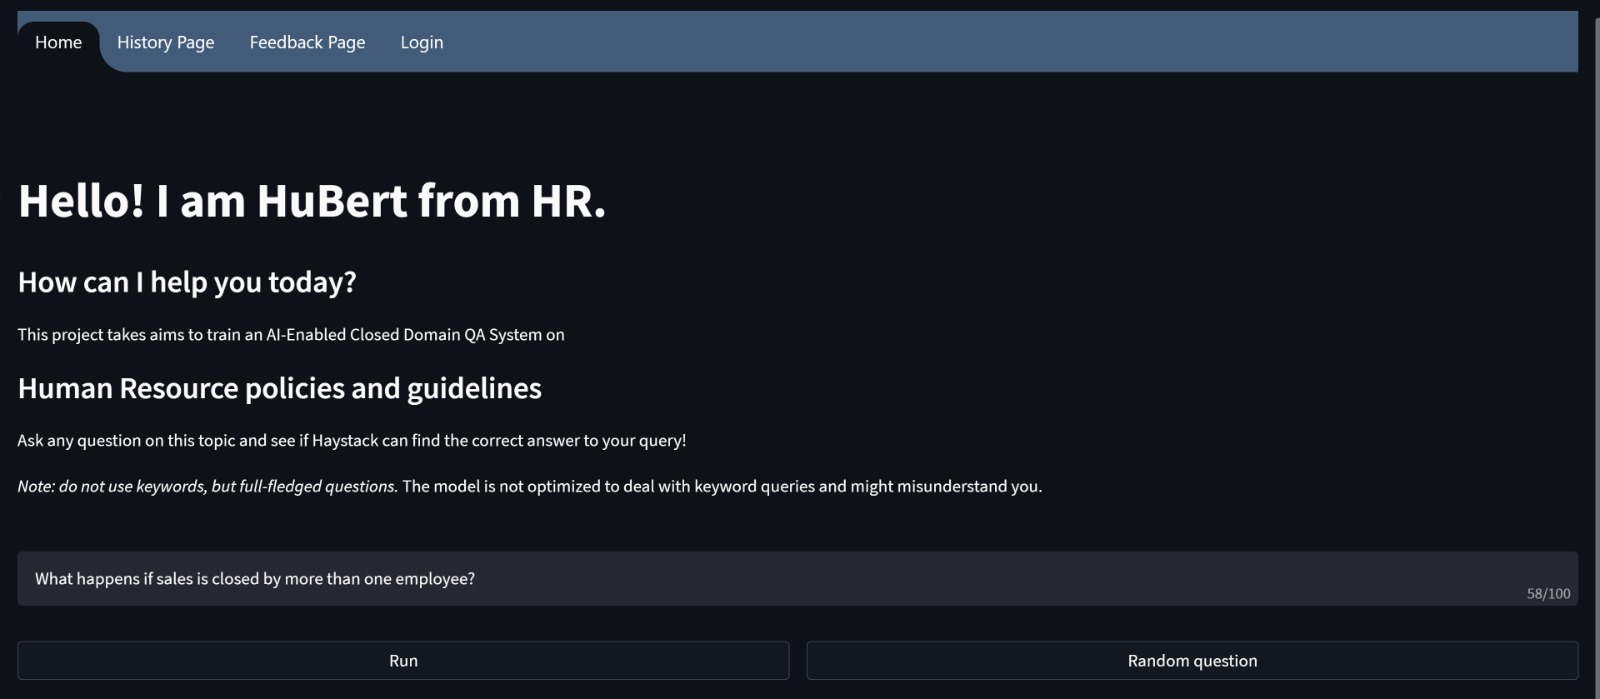 Home History Page Feedback Page Login
Hello! I am HuBert from HR.
How can I help you today?
This project takes aims to train an AI-Enabled Closed Domain QA System on
Human Resource policies and guidelines
Ask any question on this topic and see if Haystack can find the correct answer to your query!
Note: do not use keywords, but full-fledged questions. The model is not optimized to deal with keyword queries and might misunderstand you.
What happens if sales is closed by more than one employee?
58/100
Run Random question